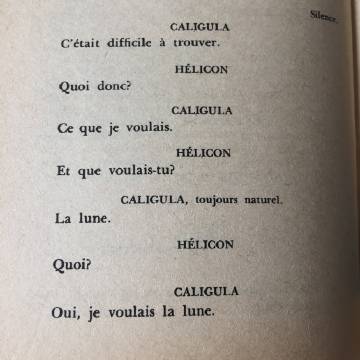 Silence.
CALIGULA
C'était difficile à trouver.
HÉLICON
Quoi donc?
CALIGULA
Ce que je voulais.
HÉLICON
Et que voulais-tu?
CALIGULA, toujours naturel.
La lune.
HÉLICON
Quoi?
CALIGULA
Oui, je voulais la lune.